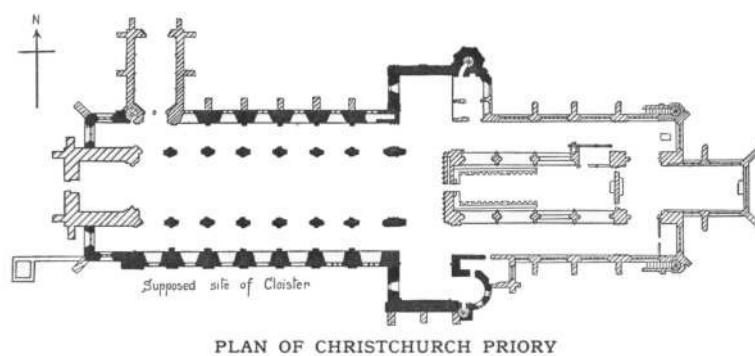 N
Supposed site of Cloister
PLAN OF CHRISTCHURCH PRIORY